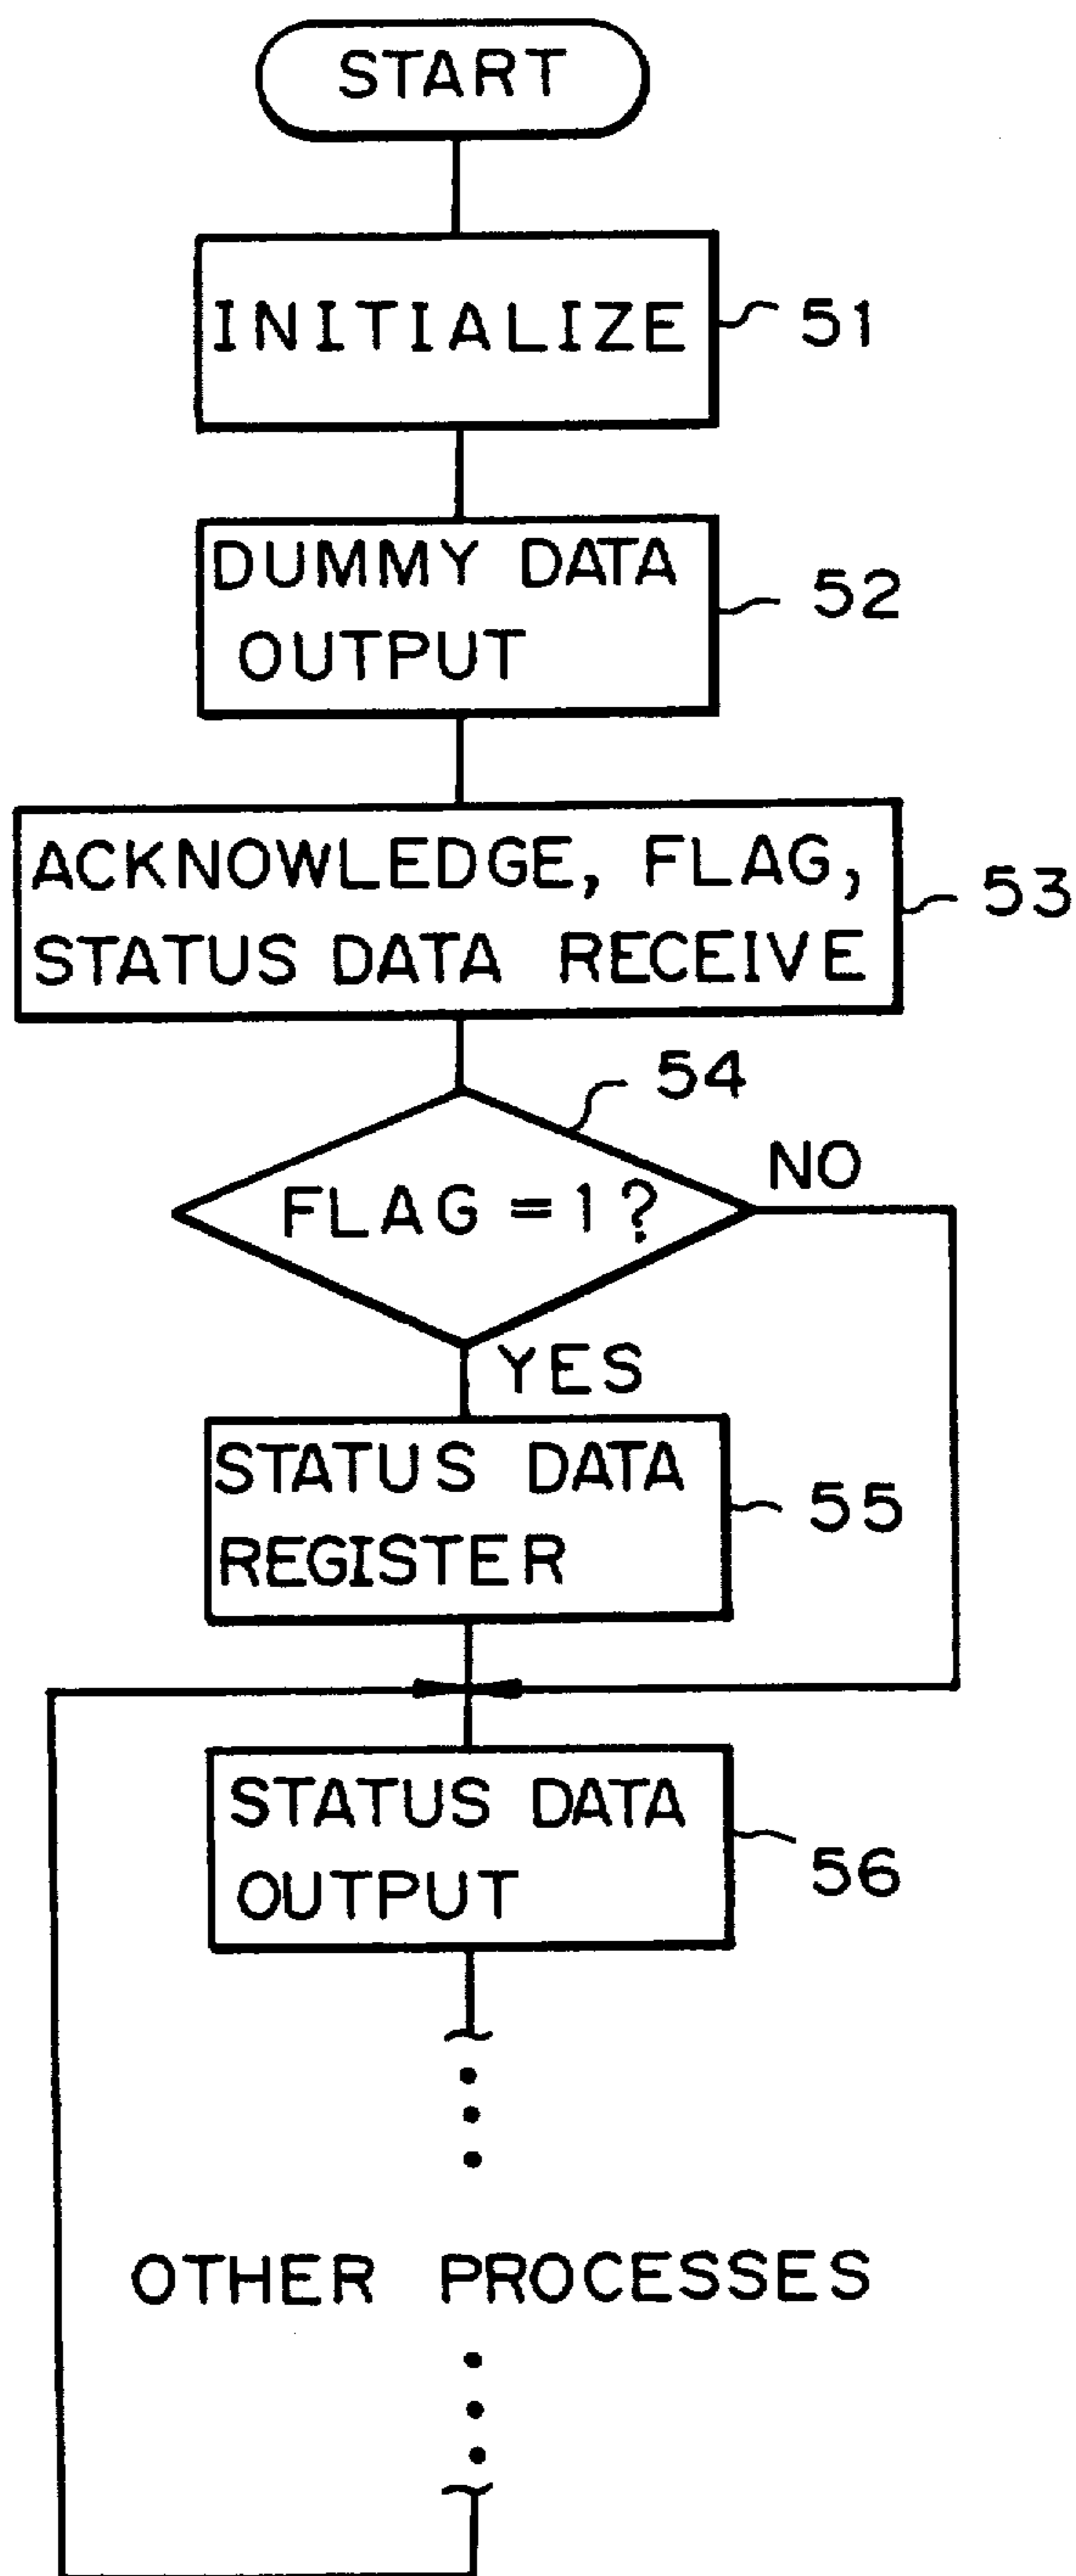 START
INITIALIZE
51
DUMMY DATA
OUTPUT
52
ACKNOWLEDGE, FLAG,
STATUS DATA RECEIVE
53
54
FLAG = 1 ?
NO
YES
STATUS DATA
REGISTER
55
STATUS DATA
OUTPUT
56
OTHER PROCESSES